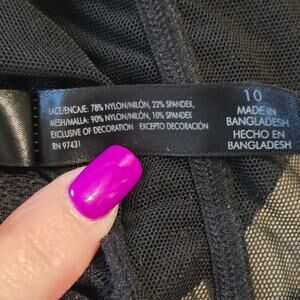 LACE/ENCAJE: 78% NYLON/NILÓN, 22% SPANDEX,
MESH/MALLA: 90% NYLON/NILÓN, 10% SPANDEX
EXCLUSIVE OF DECORATION EXCEPTO DECORACIÓN
RN 97431
10
MADE IN
BANGLADESH
HECHO EN
BANGLADESH